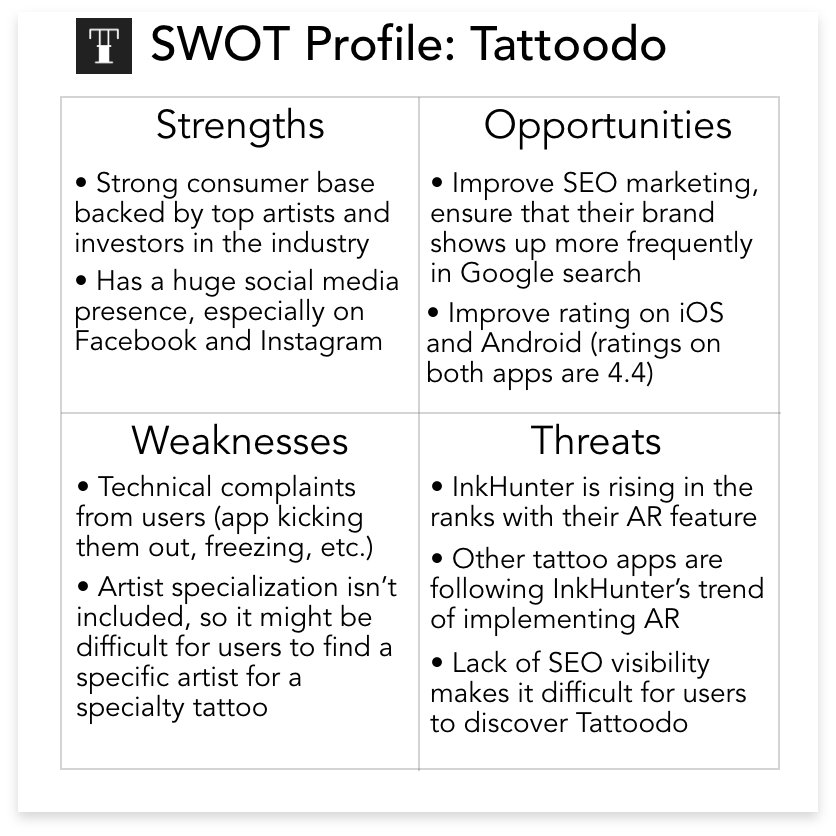 SWOT Profile: Tattoodo
Strengths
• Strong consumer base
backed by top artists and
investors in the industry
• Has a huge social media
presence, especially on
Facebook and Instagram
Opportunities
• Improve SEO marketing,
ensure that their brand
shows up more frequently
in Google search
• Improve rating on iOS
and Android (ratings on
both apps are 4.4)
Weaknesses
• Technical complaints
from users (app kicking
them out, freezing, etc.)
• Artist specialization isn’t
included, so it might be
difficult for users to find a
specific artist for a
specialty tattoo
Threats
• InkHunter is rising in the
ranks with their AR feature
• Other tattoo apps are
following InkHunter’s trend
of implementing AR
• Lack of SEO visibility
makes it difficult for users
to discover Tattoodo